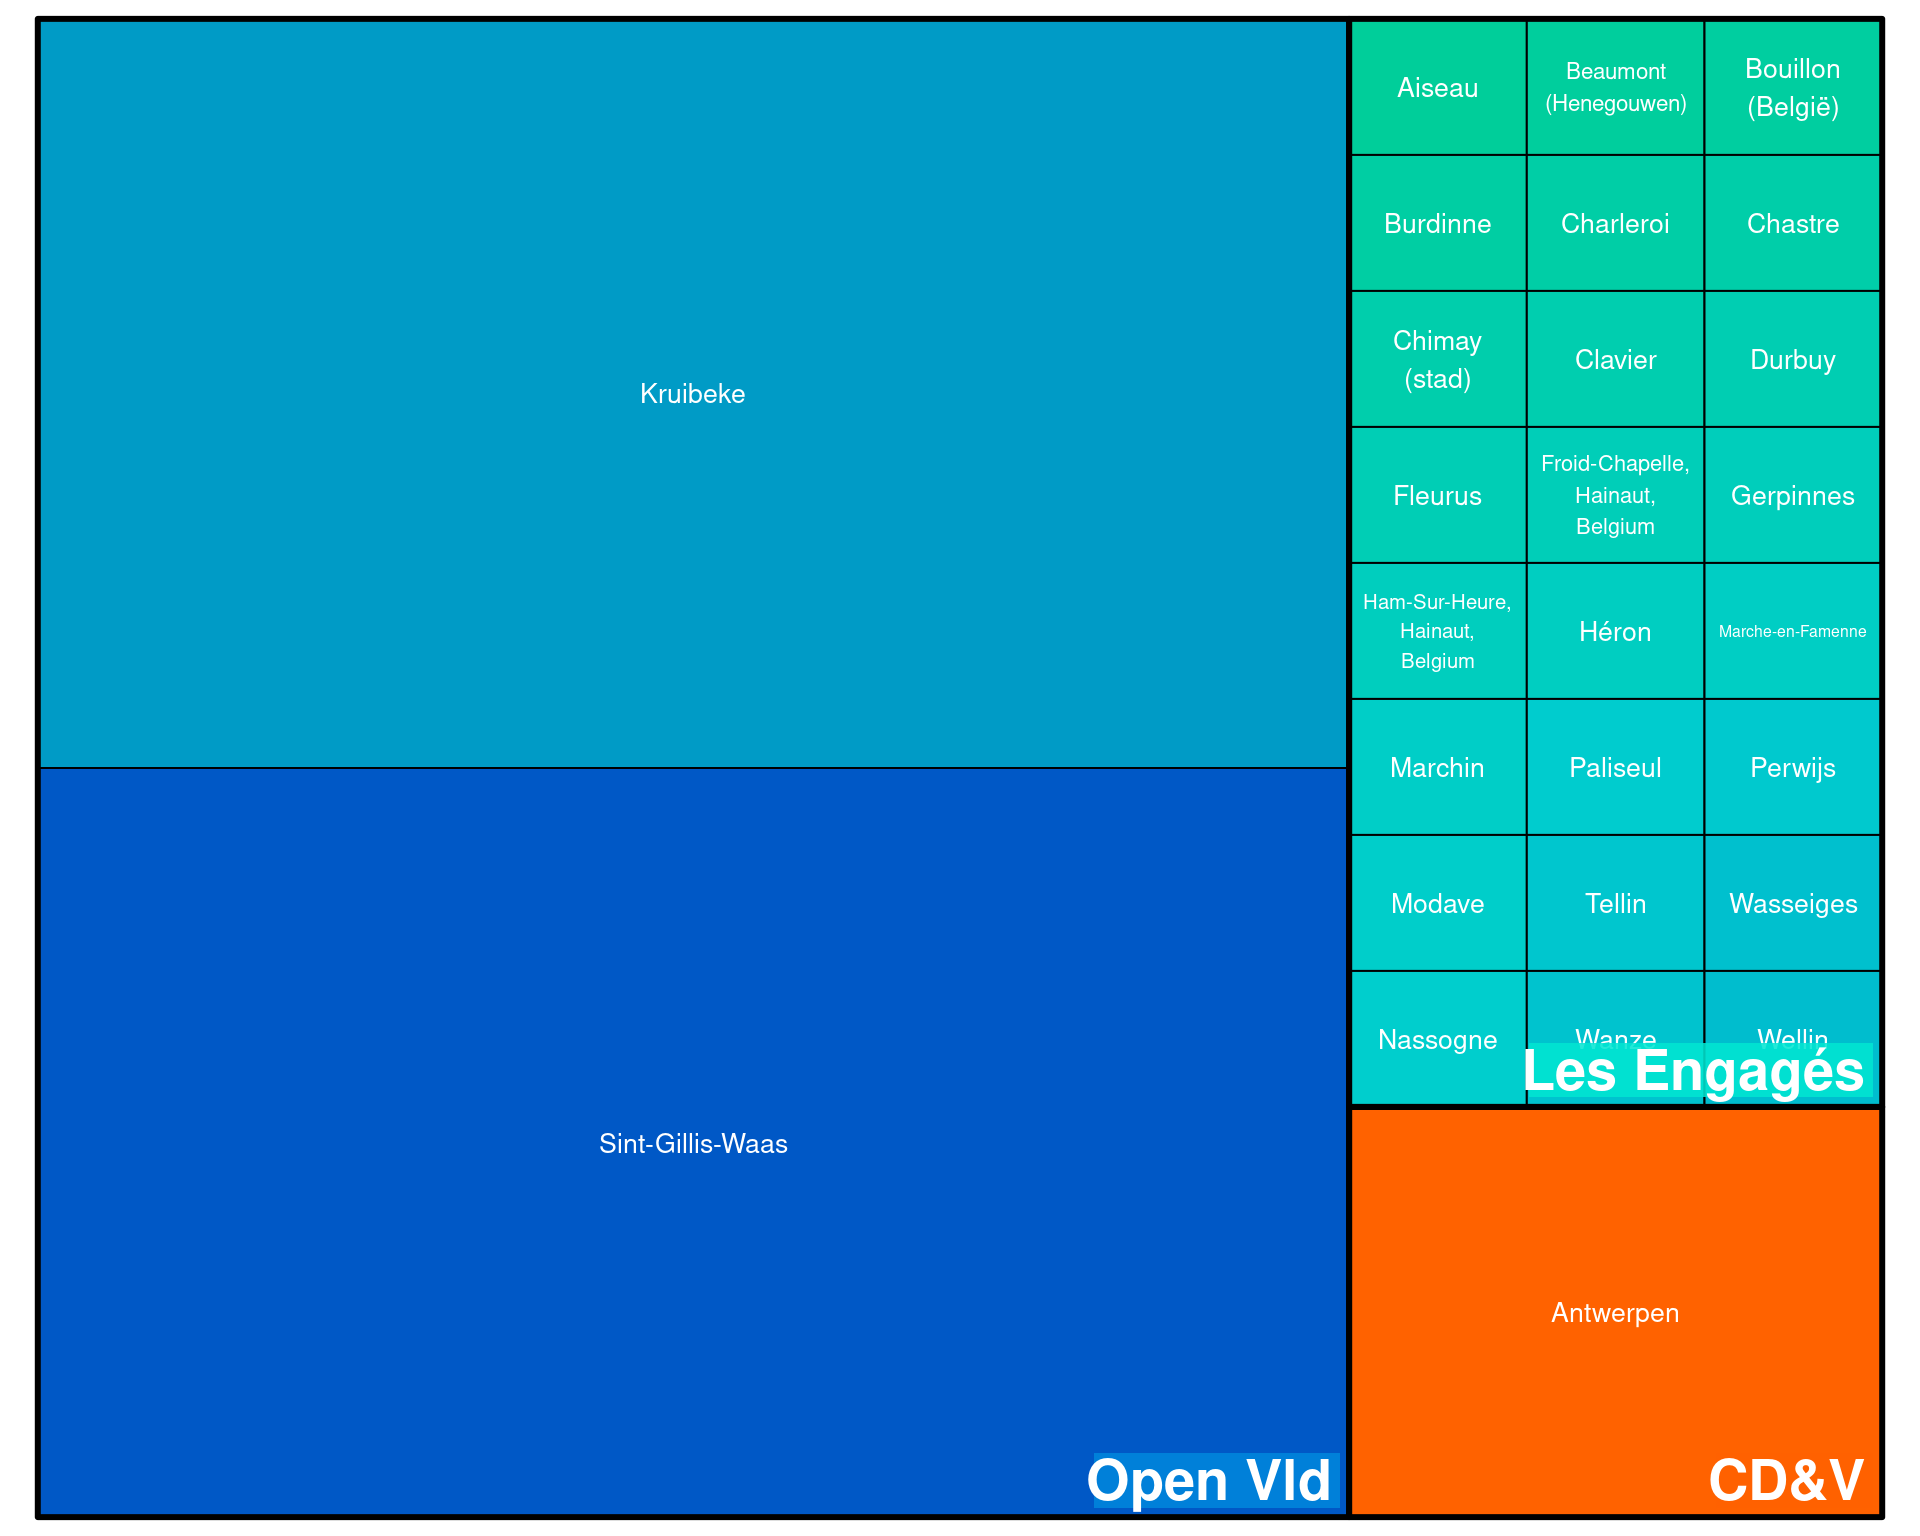 Kruibeke
Sint-Gillis-Waas
Open Vld
Aiseau
Beaumont
(Henegouwen)
Bouillon
(België)
Burdinne
Charleroi
Chastre
Chimay
(stad)
Clavier
Durbuy
Fleurus
Froid-Chapelle,
Hainaut,
Belgium
Gerpinnes
Ham-Sur-Heure,
Hainaut,
Belgium
Héron
Marche-en-Famenne
Marchin
Paliseul
Perwijs
Modave
Tellin
Wasseiges
Nassogne
Wanze
Wellin
Les Engagés
Antwerpen
CD&V